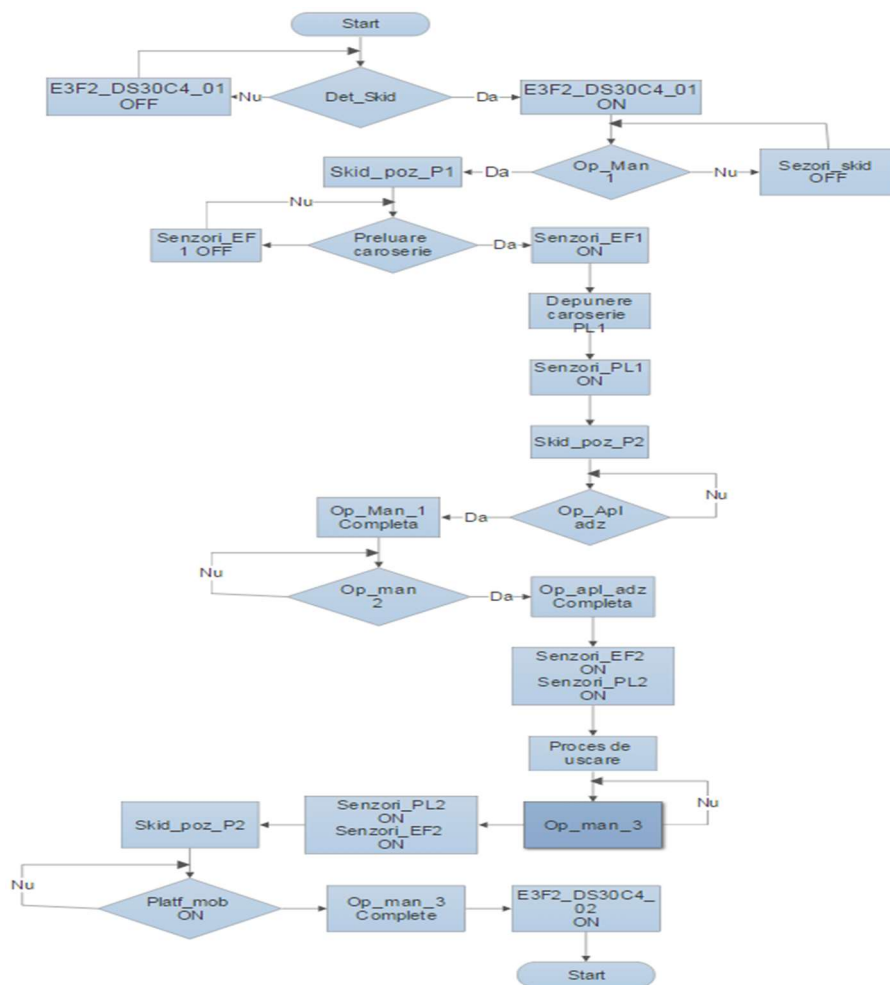 Start
E3F2_DS30C4_01
OFF
Nu
Det_Skid
Da
E3F2_DS30C4_01
ON
Skid_poz_P1
Da
Op_Man
1
Nu
Sezori_skid
OFF
Nu
Senzori_EF
1 OFF
Preluare
caroserie
Da
Senzori_EF1
ON
Depunere
caroserie
PL1
Senzori_PL1
ON
Skid_poz_P2
Nu
Op_Man_1
Completa
Da
Op_Apl
adz
Nu
Op_man
2
Da
Op_apl_adz
Completa
Senzori_EF2
ON
Senzori_PL2
ON
Proces de
uscare
Nu
Skid_poz_P2
Senzori_PL2
ON
Senzori_EF2
ON
Op_man_3
Nu
Platf_mob
ON
Op_man_3
Complete
E3F2_DS30C4_
02
ON
Start